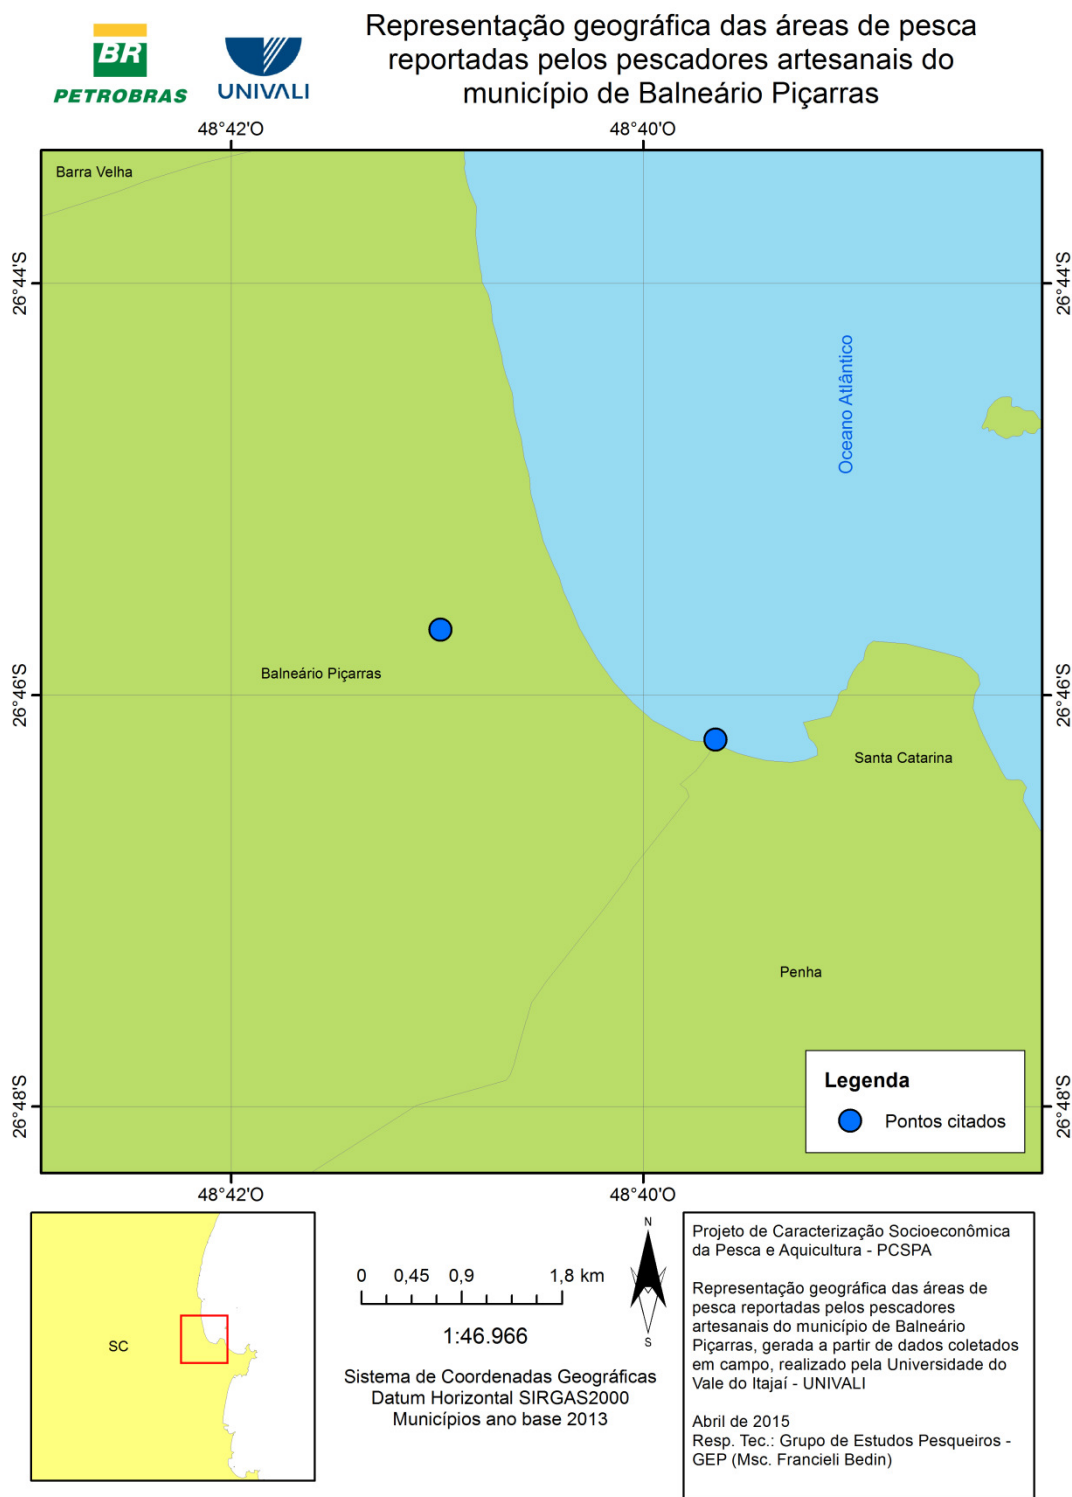 BR
PETROBRAS
UNIVALI
Representação geográfica das áreas de pesca
reportadas pelos pescadores artesanais do
município de Balneário Piçarras
48°42'O
48°40'O
Barra Velha
26°44'S
26°44'S
Oceano Atlântico
Balneário Piçarras
26°46'S
26°46'S
Santa Catarina
Penha
Legenda
Pontos citados
26°48'S
26°48'S
48°42'O
48°40'O
SC
0 0,45 0,9 1,8 km
1:46.966
N
S
Sistema de Coordenadas Geográficas
Datum Horizontal SIRGAS2000
Municípios ano base 2013
Projeto de Caracterização Socioeconômica
da Pesca e Aquicultura - PCSPA
Representação geográfica das áreas de
pesca reportadas pelos pescadores
artesanais do município de Balneário
Piçarras, gerada a partir de dados coletados
em campo, realizado pela Universidade do
Vale do Itajaí - UNIVALI
Abril de 2015
Resp. Tec.: Grupo de Estudos Pesqueiros -
GEP (Msc. Francieli Bedin)